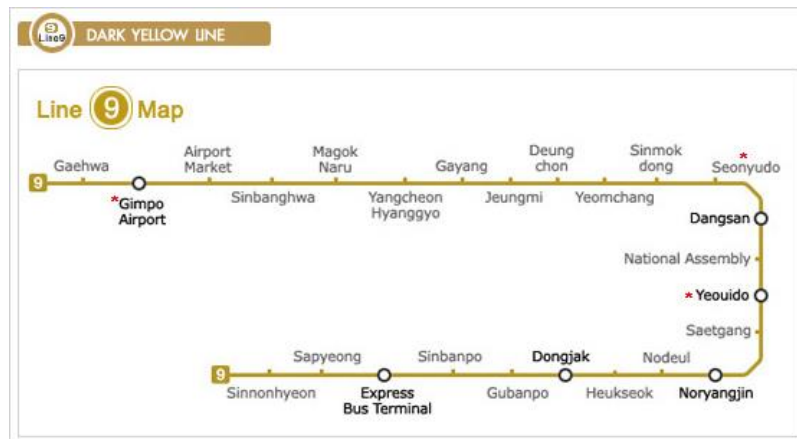 9
Line9
DARK YELLOW LINE
Line 9 Map
9
Gaehwa
*Gimpo
Airport
Airport
Market
Sinbanghwa
Magok
Naru
Yangcheon
Hyanggyo
Gayang
Jeungmi
Deung
chon
Yeomchang
Sinmok
dong
*
Seonyudo
Dangsan
National Assembly
* Yeouido
Saetgang
Noryangjin
Nodeul
Heukseok
Dongjak
Gubanpo
Sinbanpo
Express
Bus Terminal
Sapyeong
Sinnonhyeon
9